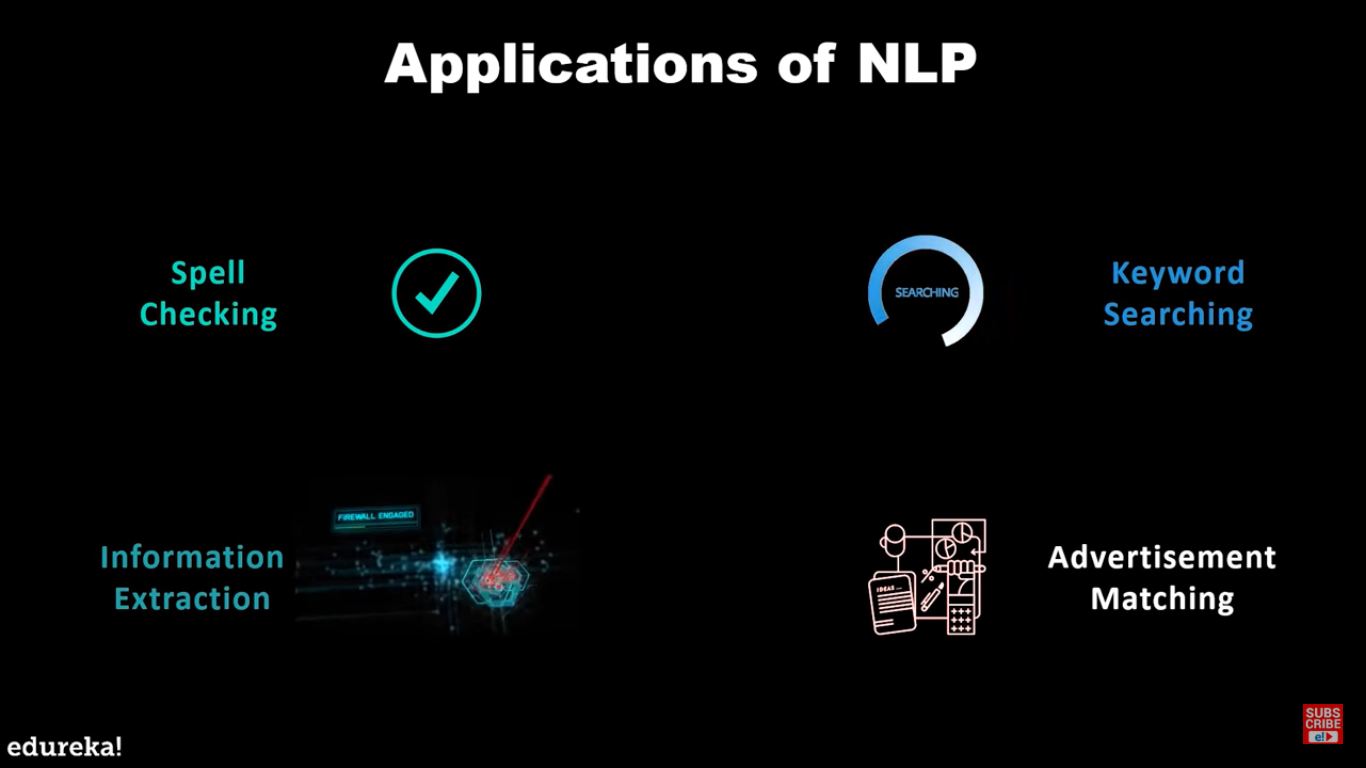 Applications of NLP
Spell
Checking
SEARCHING
Keyword
Searching
Information
Extraction
FIREWALL ENGAGED
IDEAS...
Advertisement
Matching
edureka!
SUBS
CRIBE
e!